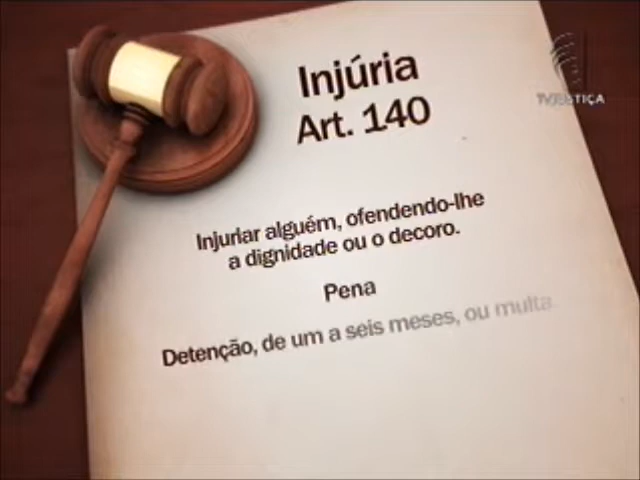 TV JUSTIÇA
Injúria
Art. 140
Injuriar alguém, ofendendo-lhe
a dignidade ou o decoro.
Pena
Detenção, de um a seis meses, ou multa